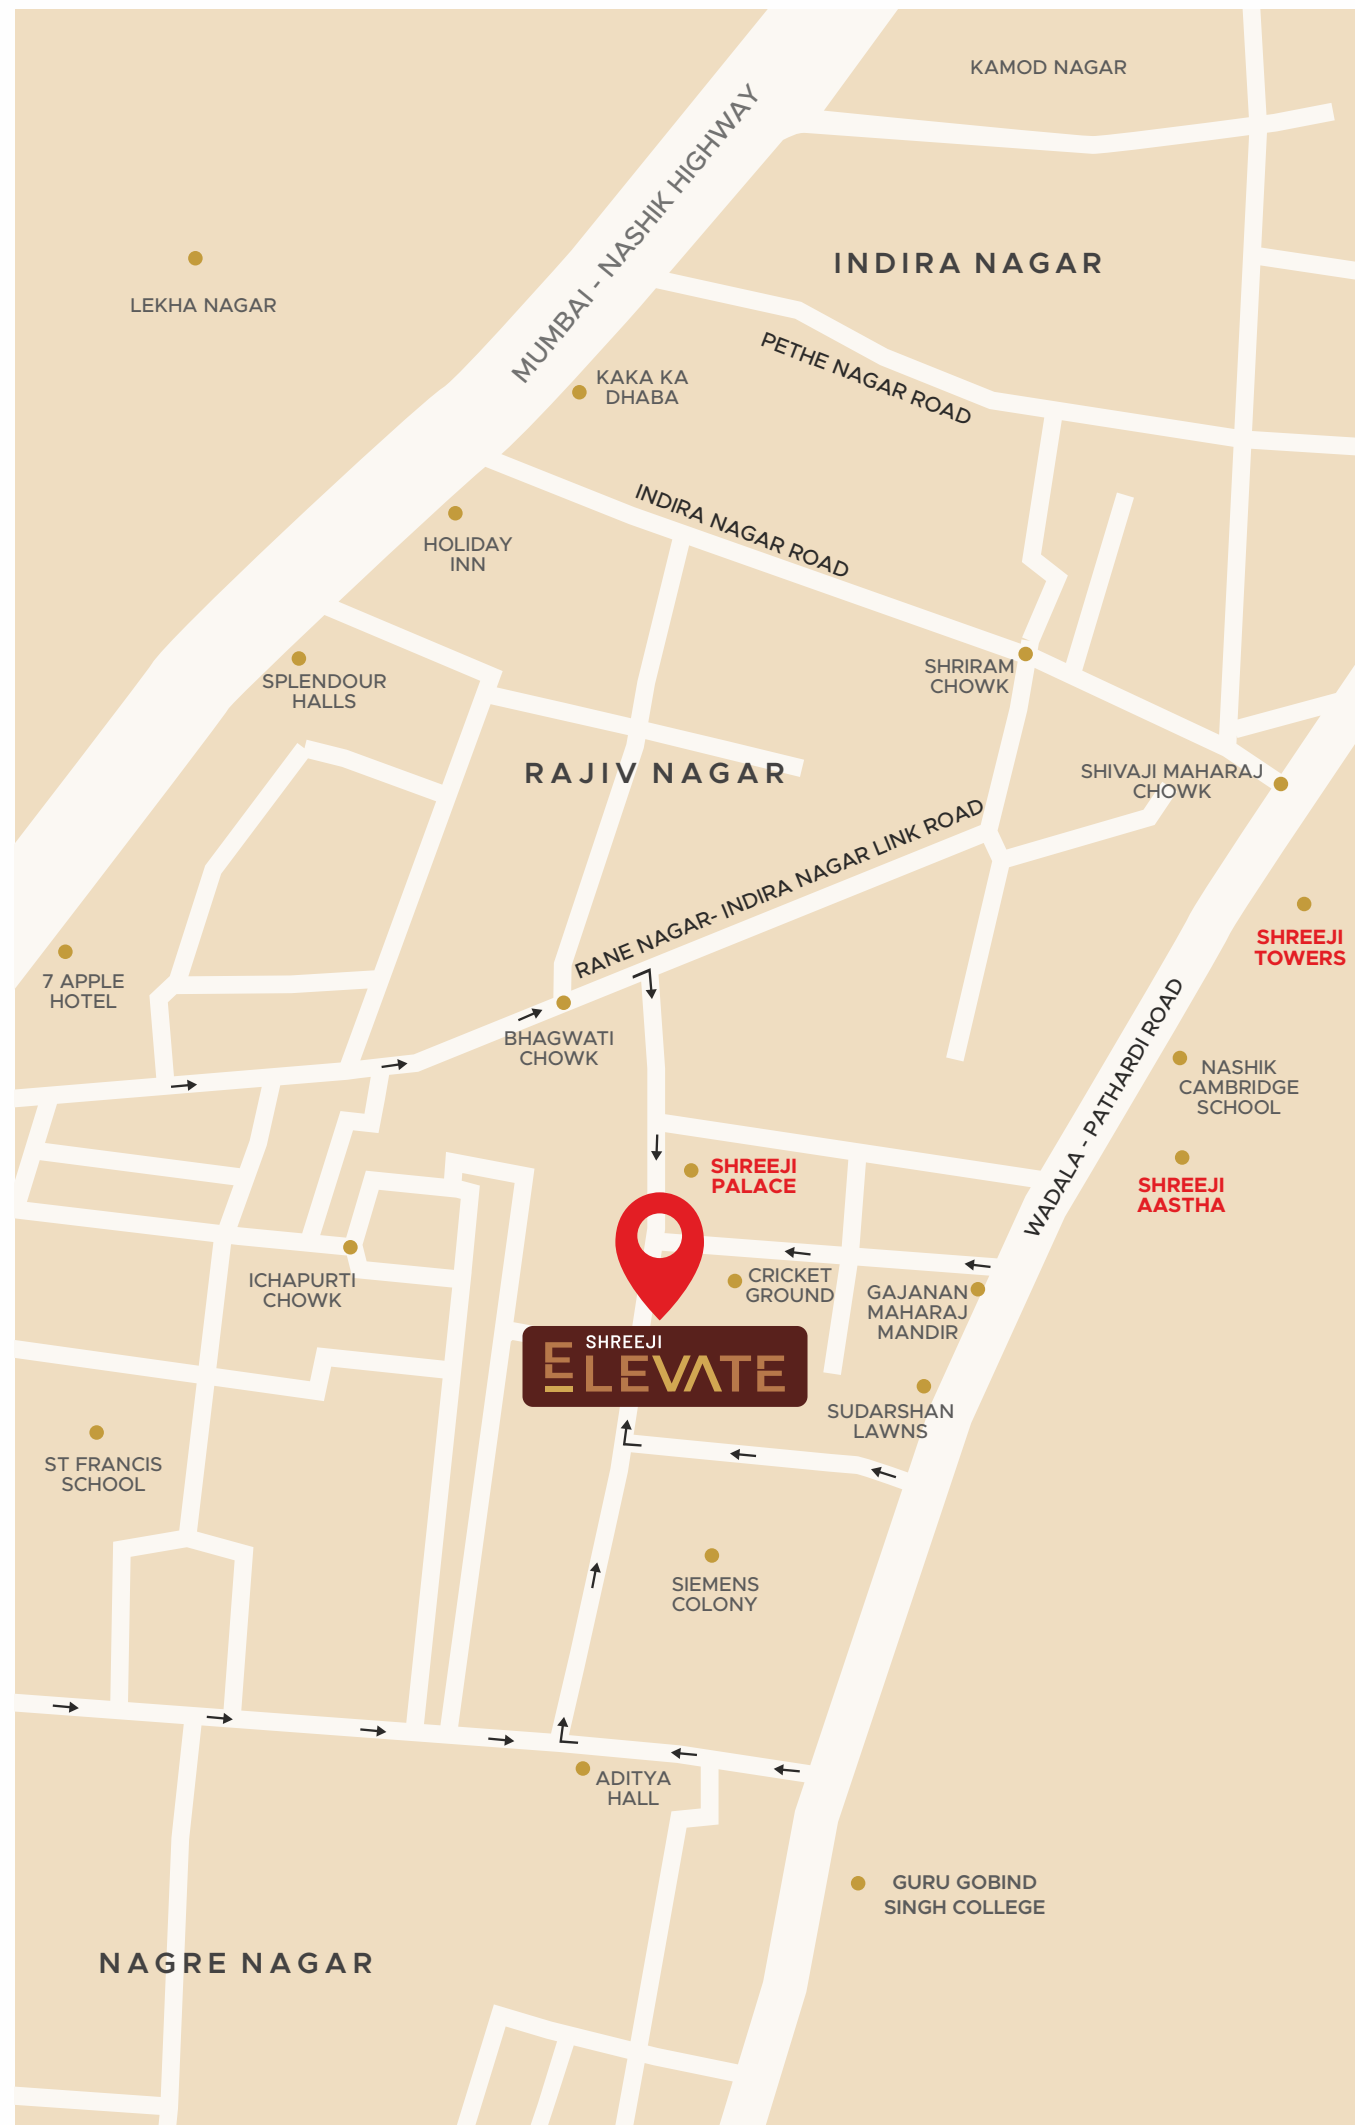 KAMOD NAGAR
MUMBAI - NASHIK HIGHWAY
INDIRA NAGAR
LEKHA NAGAR
PETHE NAGAR ROAD
KAKA KA
DHABA
INDIRA NAGAR ROAD
HOLIDAY
INN
SHRIRAM
CHOWK
SPLENDOUR
HALLS
RAJIV NAGAR
SHIVAJI MAHARAJ
CHOWK
RANE NAGAR- INDIRA NAGAR LINK ROAD
SHREEJI
TOWERS
7 APPLE
HOTEL
BHAGWATI
CHOWK
WADALA - PATHARDI ROAD
NASHIK
CAMBRIDGE
SCHOOL
SHREEJI
PALACE
SHREEJI
AASTHA
ICHAPURTI
CHOWK
CRICKET
GROUND
GAJANAN
MAHARAJ
MANDIR
SHREEJI
ELEVATE
SUDARSHAN
LAWNS
ST FRANCIS
SCHOOL
SIEMENS
COLONY
ADITYA
HALL
GURU GOBIND
SINGH COLLEGE
NAGRE NAGAR